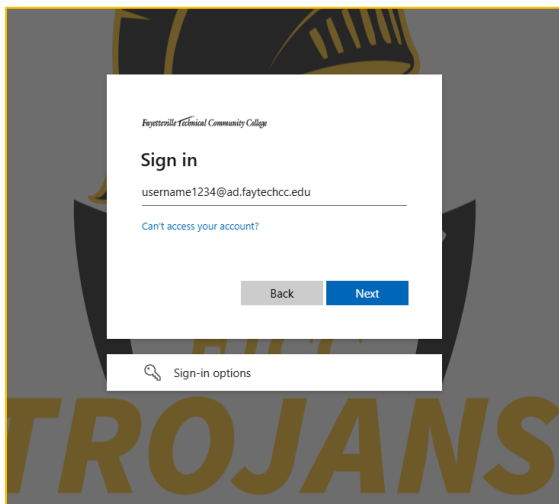 Fayetteville Technical Community College
Sign in
username1234@ad.faytechcc.edu
Can't access your account?
Back
Next
Sign-in options
FTCC
TROJANS